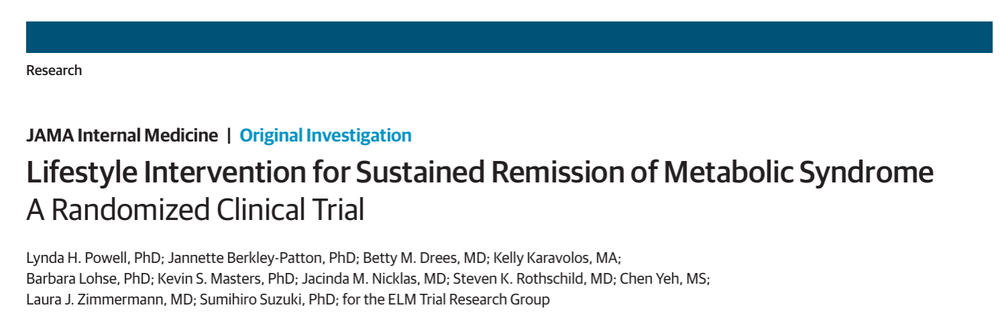 Research
JAMA Internal Medicine | Original Investigation
Lifestyle Intervention for Sustained Remission of Metabolic Syndrome
A Randomized Clinical Trial
Lynda H. Powell, PhD; Jannette Berkley-Patton, PhD; Betty M. Drees, MD; Kelly Karavolos, MA;
Barbara Lohse, PhD; Kevin S. Masters, PhD; Jacinda M. Nicklas, MD; Steven K. Rothschild, MD; Chen Yeh, MS;
Laura J. Zimmermann, MD; Sumihiro Suzuki, PhD; for the ELM Trial Research Group